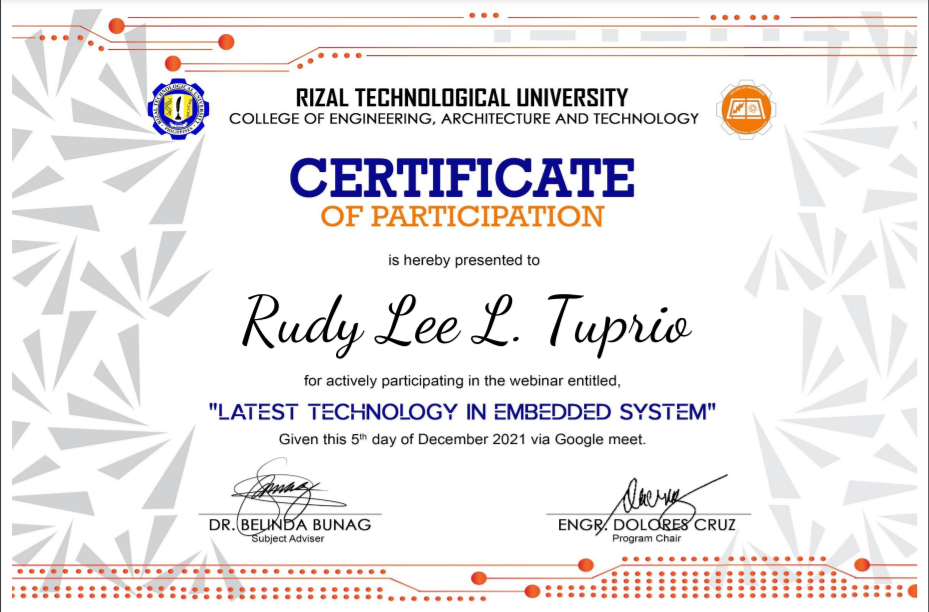 RIZAL TECHNOLOGICAL UNIVERSITY
COLLEGE OF ENGINEERING, ARCHITECTURE AND TECHNOLOGY
CERTIFICATE
OF PARTICIPATION
is hereby presented to
Rudy Lee L. Tuprio
for actively participating in the webinar entitled,
"LATEST TECHNOLOGY IN EMBEDDED SYSTEM"
Given this 5th day of December 2021 via Google meet.
DR. BELINDA BUNAG
Subject Adviser
ENGR. DOLORES CRUZ
Program Chair